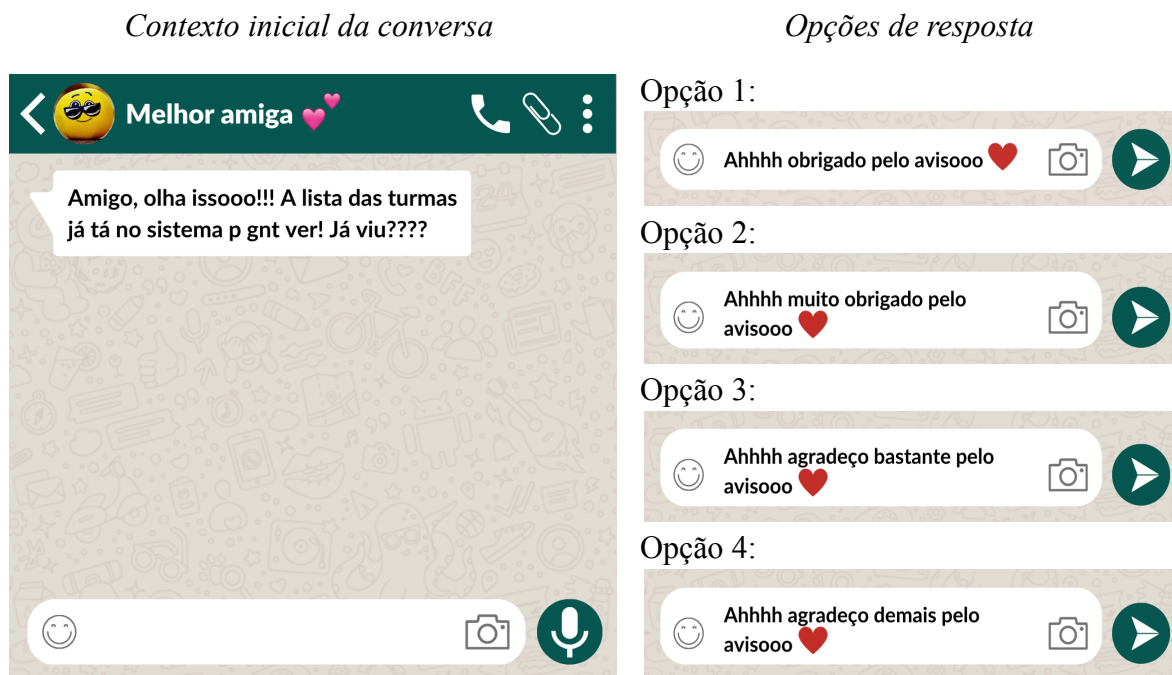 Contexto inicial da conversa
Opções de resposta
Melhor amiga
Amigo, olha issooo!!! A lista das turmas
já tá no sistema p gnt ver! Já viu????
Opção 1:
Ahhhh obrigado pelo avisooo
Opção 2:
Ahhhh muito obrigado pelo
avisooo
Opção 3:
Ahhhh agradeço bastante pelo
avisooo
Opção 4:
Ahhhh agradeço demais pelo
avisooo